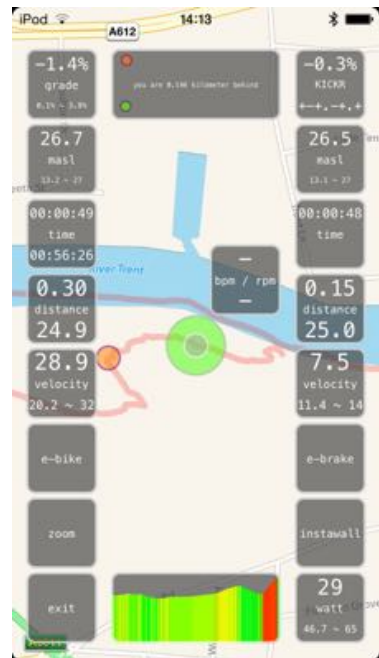 iPod 14:13
A612
-1.4%
grade
0.1% ~ 3.8%
you are 0.146 kilometer behind
-0.3%
KICKR
+-+.-+.+
26.7
masl
13.2 ~ 27
26.5
masl
13.1 ~ 27
00:00:49
time
00:56:26
00:00:48
time
River Trent
—
bpm / rpm
—
0.30
distance
24.9
0.15
distance
25.0
28.9
velocity
20.2 ~ 32
7.5
velocity
11.4 ~ 14
e-bike
e-brake
zoom
instawall
exit
29
watt
46.7 ~ 65